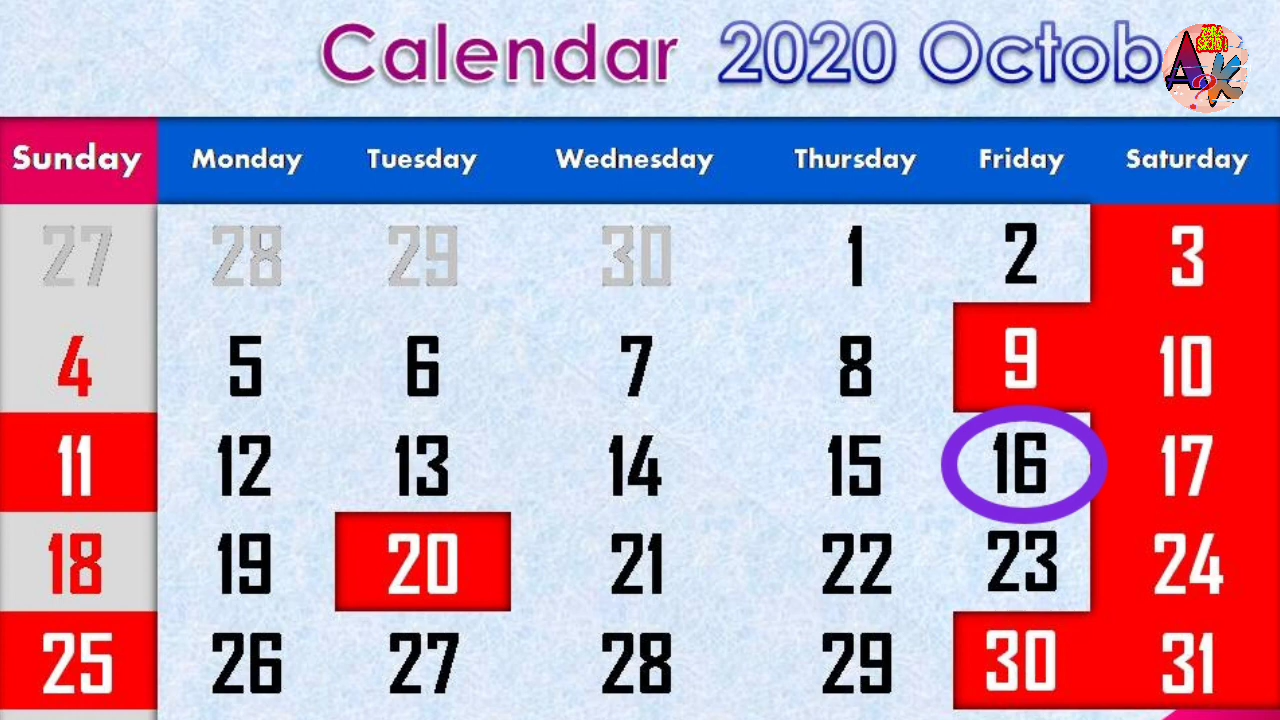 Calendar 2020 Octob
Sunday Monday Tuesday Wednesday Thursday Friday Saturday
27 28 29 30 1 2 3
4 5 6 7 8 9 10
11 12 13 14 15 16 17
18 19 20 21 22 23 24
25 26 27 28 29 30 31